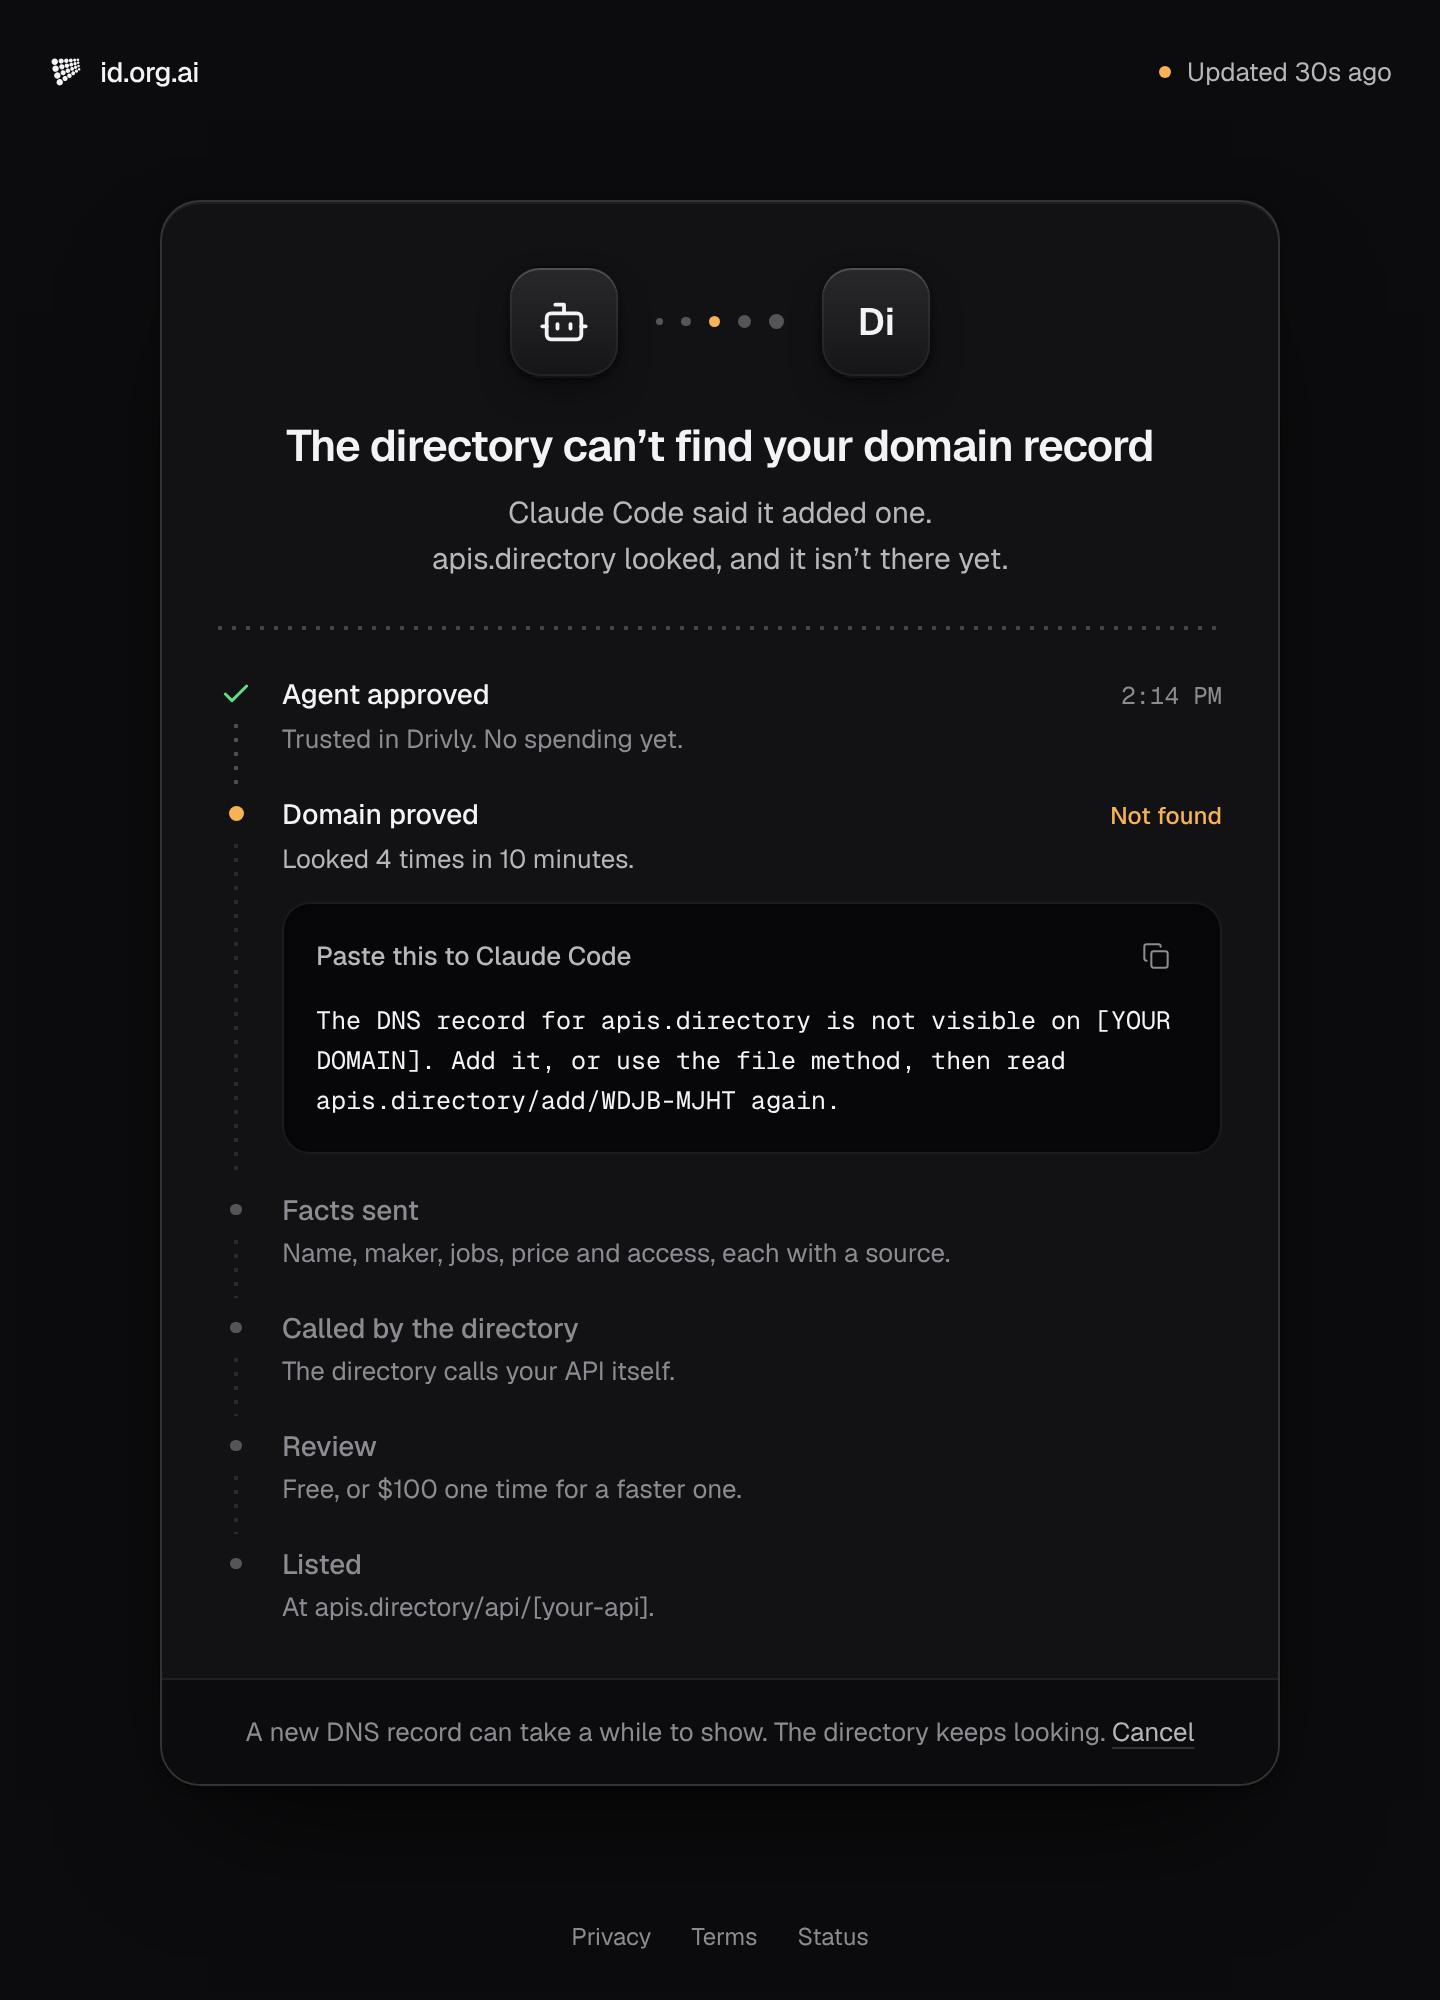 id.org.ai
Updated 30s ago
Di
The directory can’t find your domain record
Claude Code said it added one.
apis.directory looked, and it isn’t there yet.
Agent approved
2:14 PM
Trusted in Drivly. No spending yet.
Domain proved
Not found
Looked 4 times in 10 minutes.
Paste this to Claude Code
The DNS record for apis.directory is not visible on [YOUR
DOMAIN]. Add it, or use the file method, then read
apis.directory/add/WDJB-MJHT again.
Facts sent
Name, maker, jobs, price and access, each with a source.
Called by the directory
The directory calls your API itself.
Review
Free, or $100 one time for a faster one.
Listed
At apis.directory/api/[your-api].
A new DNS record can take a while to show. The directory keeps looking. Cancel
Privacy Terms Status